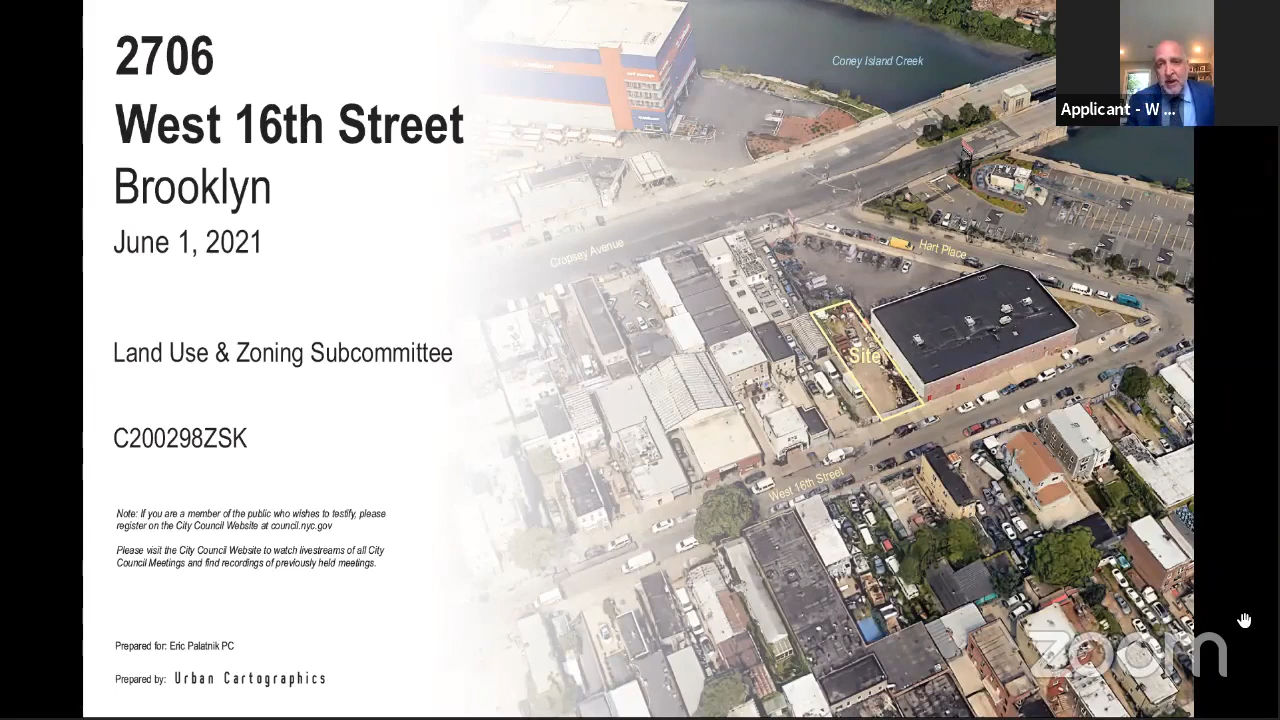 2706
West 16th Street
Brooklyn
June 1, 2021
Land Use & Zoning Subcommittee
C200298ZSK
Note: If you are a member of the public who wishes to testify, please
register on the City Council Website at council.nyc.gov
Please visit the City Council Website to watch livestreams of all City
Council Meetings and find recordings of previously held meetings.
Prepared for: Eric Palatnik PC
Prepared by: Urban Cartographics
Coney Island Creek
Applicant - W ...
Cropsey Avenue
Hart Place
Site
West 16th Street
zoom